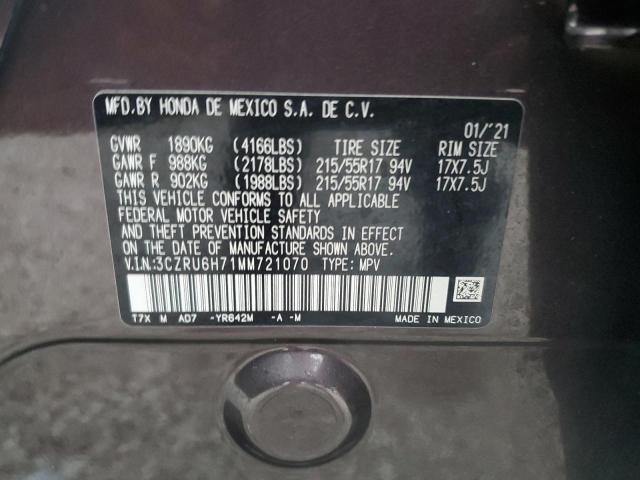 MFD.BY HONDA DE MEXICO S.A. DE C.V.
01/'21
GVWR 1890KG (4166LBS) TIRE SIZE RIM SIZE
GAWR F 988KG (2178LBS) 215/55R17 94V 17X7.5J
GAWR R 902KG (1988LBS) 215/55R17 94V 17X7.5J
THIS VEHICLE CONFORMS TO ALL APPLICABLE
FEDERAL MOTOR VEHICLE SAFETY
AND THEFT PREVENTION STANDARDS IN EFFECT
ON THE DATE OF MANUFACTURE SHOWN ABOVE.
V.I.N:3CZRU6H71MM721070 TYPE: MPV
T7X M AD7 -YR642M -A -M MADE IN MEXICO